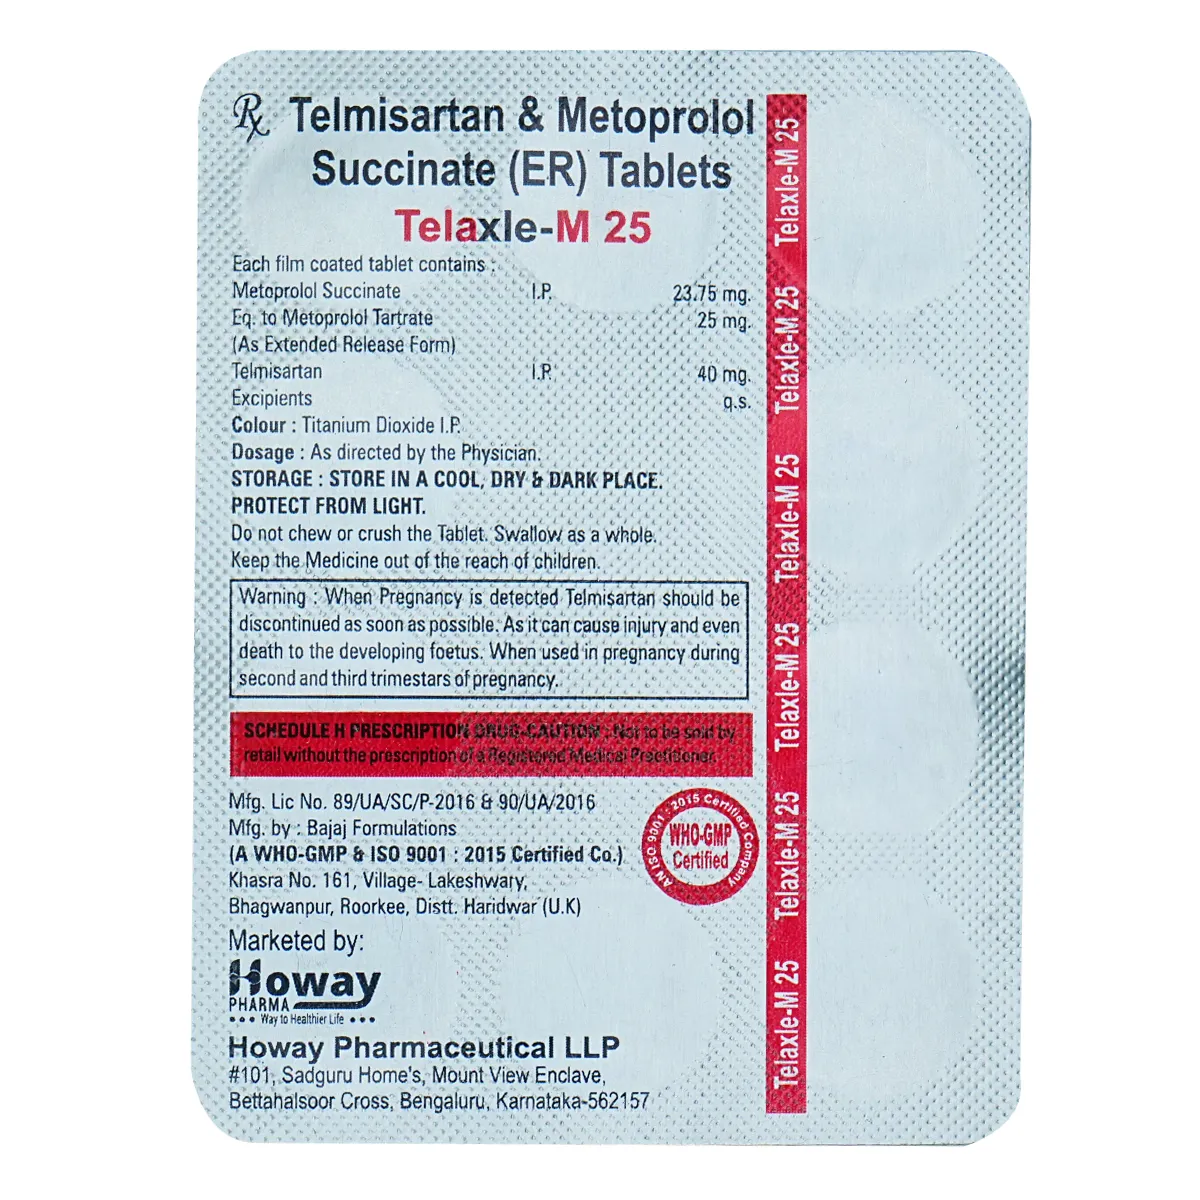 Rx Telmisartan & Metoprolol
Succinate (ER) Tablets
Telaxle-M 25
Each film coated tablet contains :
Metoprolol Succinate I.P. 23.75 mg.
Eq. to Metoprolol Tartrate 25 mg.
(As Extended Release Form)
Telmisartan I.P. 40 mg.
Excipients q.s.
Colour : Titanium Dioxide I.P.
Dosage : As directed by the Physician.
STORAGE : STORE IN A COOL, DRY & DARK PLACE.
PROTECT FROM LIGHT.
Do not chew or crush the Tablet. Swallow as a whole.
Keep the Medicine out of the reach of children.
Warning : When Pregnancy is detected Telmisartan should be
discontinued as soon as possible. As it can cause injury and even
death to the developing foetus. When used in pregnancy during
second and third trimestars of pregnancy.
SCHEDULE H PRESCRIPTION DRUG-CAUTION : Not to be sold by
retail without the prescription of a Registered Medical Practitioner.
Mfg. Lic No. 89/UA/SC/P-2016 & 90/UA/2016
Mfg. by : Bajaj Formulations
(A WHO-GMP & ISO 9001 : 2015 Certified Co.)
Khasra No. 161, Village- Lakeshwary,
Bhagwanpur, Roorkee, Distt. Haridwar (U.K)
AN ISO 9001 : 2015 Certified Company
WHO-GMP
Certified
Marketed by:
Howay
PHARMA
Way to Healthier Life
Howay Pharmaceutical LLP
#101, Sadguru Home's, Mount View Enclave,
Bettahalsoor Cross, Bengaluru, Karnataka-562157
Telaxle-M 25
Telaxle-M 25
Telaxle-M 25
Telaxle-M 25
Telaxle-M 25
Telaxle-M 25